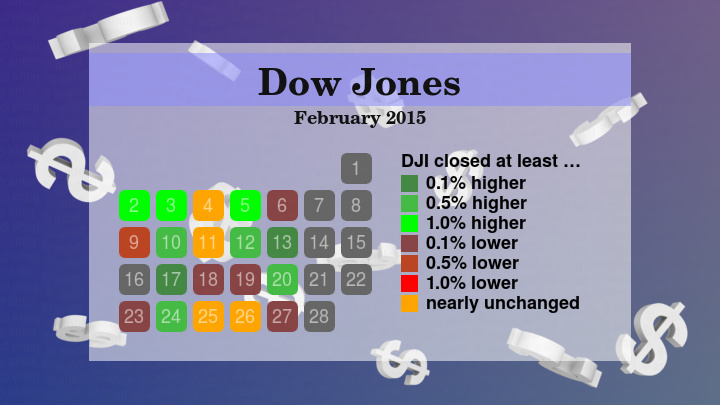 Dow Jones
February 2015
1
2 3 4 5 6 7 8
9 10 11 12 13 14 15
16 17 18 19 20 21 22
23 24 25 26 27 28
DJI closed at least ...
0.1% higher
0.5% higher
1.0% higher
0.1% lower
0.5% lower
1.0% lower
nearly unchanged